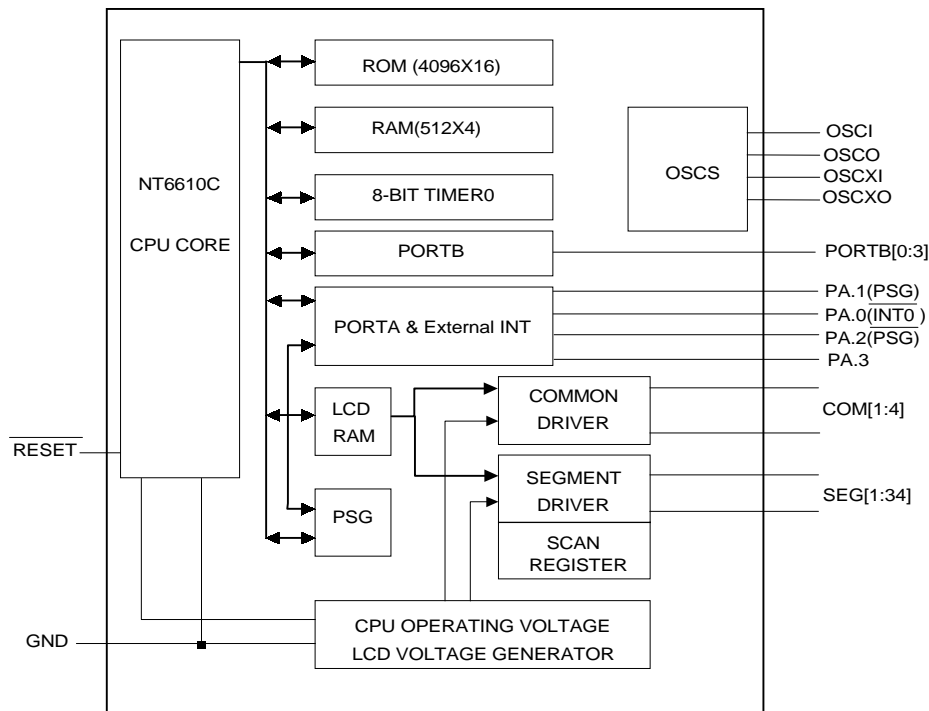 NT6610C
CPU CORE
ROM (4096X16)
RAM(512X4)
8-BIT TIMER0
PORTB
PORTA & External INT
LCD
RAM
PSG
COMMON
DRIVER
SEGMENT
DRIVER
SCAN
REGISTER
CPU OPERATING VOLTAGE
LCD VOLTAGE GENERATOR
OSCS
OSCI
OSCO
OSCXI
OSCXO
PORTB[0:3]
PA.1(PSG)
PA.0(INT0)
PA.2(PSG)
PA.3
COM[1:4]
SEG[1:34]
RESET
GND